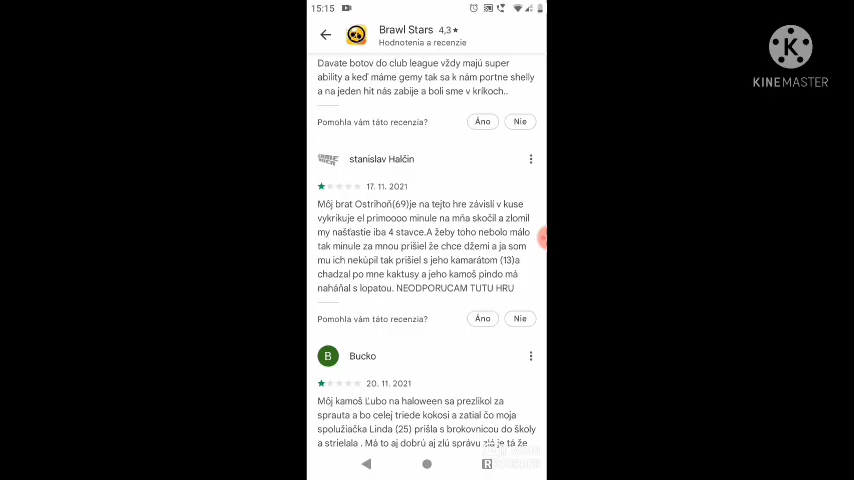 15:15
Brawl Stars 4,3★
Hodnotenia a recenzie
Davate botov do club league vždy majú super
ability a keď máme gemy tak sa k nám portne shelly
a na jeden hit nás zabije a boli sme v kríkoch..
Pomohla vám táto recenzia?
Áno
Nie
stanislav Halčin
17. 11. 2021
Môj brat Ostrihoň(69)je na tejto hre závislí v kuse
vykrikuje el primoooo minule na mňa skočil a zlomil
my našťastie iba 4 stavce.A žeby toho nebolo málo
tak minule za mnou prišiel že chce džemi a ja som
mu ich nekúpil tak prišiel s jeho kamarátom (13)a
chadzal po mne kaktusy a jeho kamoš pindo má
naháňal s lopatou. NEODPORUCAM TUTU HRU
Pomohla vám táto recenzia?
Áno
Nie
B
Bucko
20. 11. 2021
Môj kamoš Ľubo na haloween sa prezlikol za
sprauta a bo celej triede kokosi a zatial čo moja
spolužiačka Linda (25) prišla s brokovnicou do školy
a strielala . Má to aj dobrú aj zlú správu zlá je tá že
K
KINEMASTER